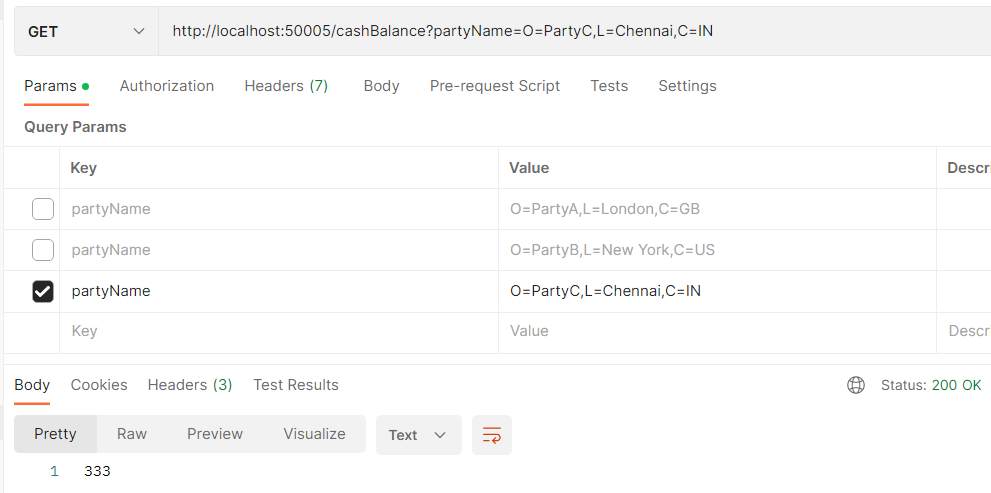 GET http://localhost:50005/cashBalance?partyName=O=PartyC,L=Chennai,C=IN
Params Authorization Headers (7) Body Pre-request Script Tests Settings
Query Params
Key Value Descri
partyName O=PartyA,L=London,C=GB
partyName O=PartyB,L=New York,C=US
partyName O=PartyC,L=Chennai,C=IN
Key Value Descri
Body Cookies Headers (3) Test Results Status: 200 OK
Pretty Raw Preview Visualize Text
1 333